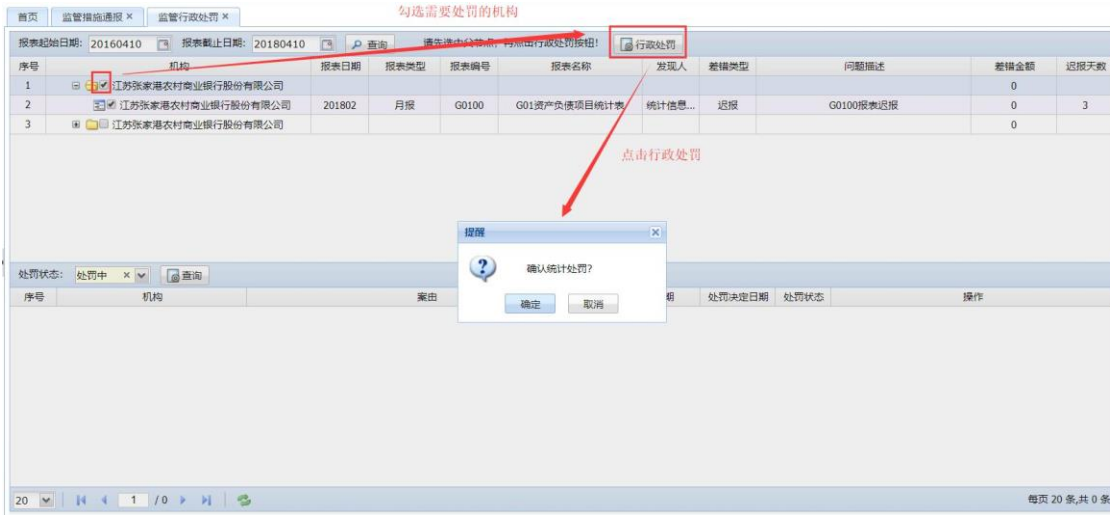 勾选需要处罚的机构
首页 监管措施通报 × 监管行政处罚 ×
报表起始日期: 20160410 报表截止日期: 20180410 查询 请先选中父节点, 再点击行政处罚按钮! 行政处罚
序号 机构 报表日期 报表类型 报表编号 报表名称 发现人 差错类型 问题描述 差错金额 迟报天数
1 江苏张家港农村商业银行股份有限公司 0
2 江苏张家港农村商业银行股份有限公司 201802 月报 G0100 G01资产负债项目统计表 统计信息... 迟报 G0100报表迟报 0 3
3 江苏张家港农村商业银行股份有限公司 0
点击行政处罚
提醒
确认统计处罚?
确定 取消
处罚状态: 处罚中 × 查询
序号 机构 案由 期 处罚决定日期 处罚状态 操作
20 1 / 0 每页 20 条,共 0 条